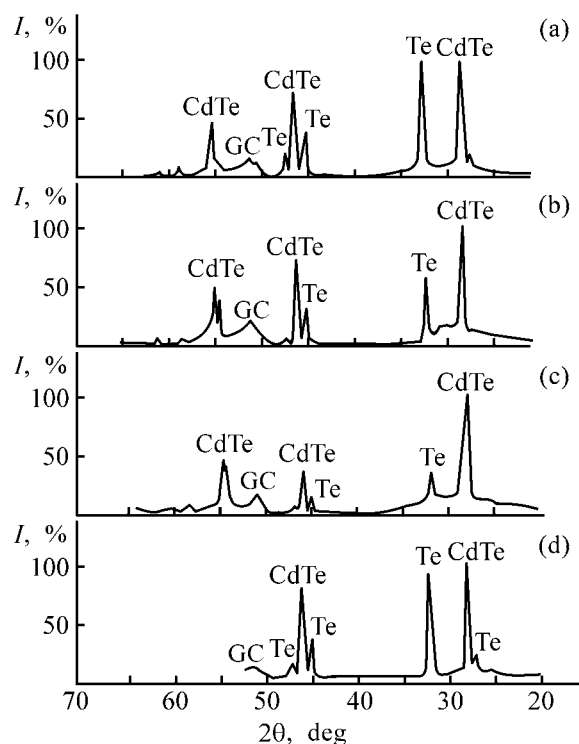 I, %
(a)
Te
CdTe
100
CdTe
CdTe
50
GC
Te
Te
I, %
(b)
CdTe
100
CdTe
CdTe
Te
50
GC
Te
I, %
(c)
CdTe
100
CdTe
CdTe
50
GC
Te
Te
I, %
(d)
Te
CdTe
100
CdTe
50
GC
Te
Te
Te
70 60 50 40 30 20
2θ, deg